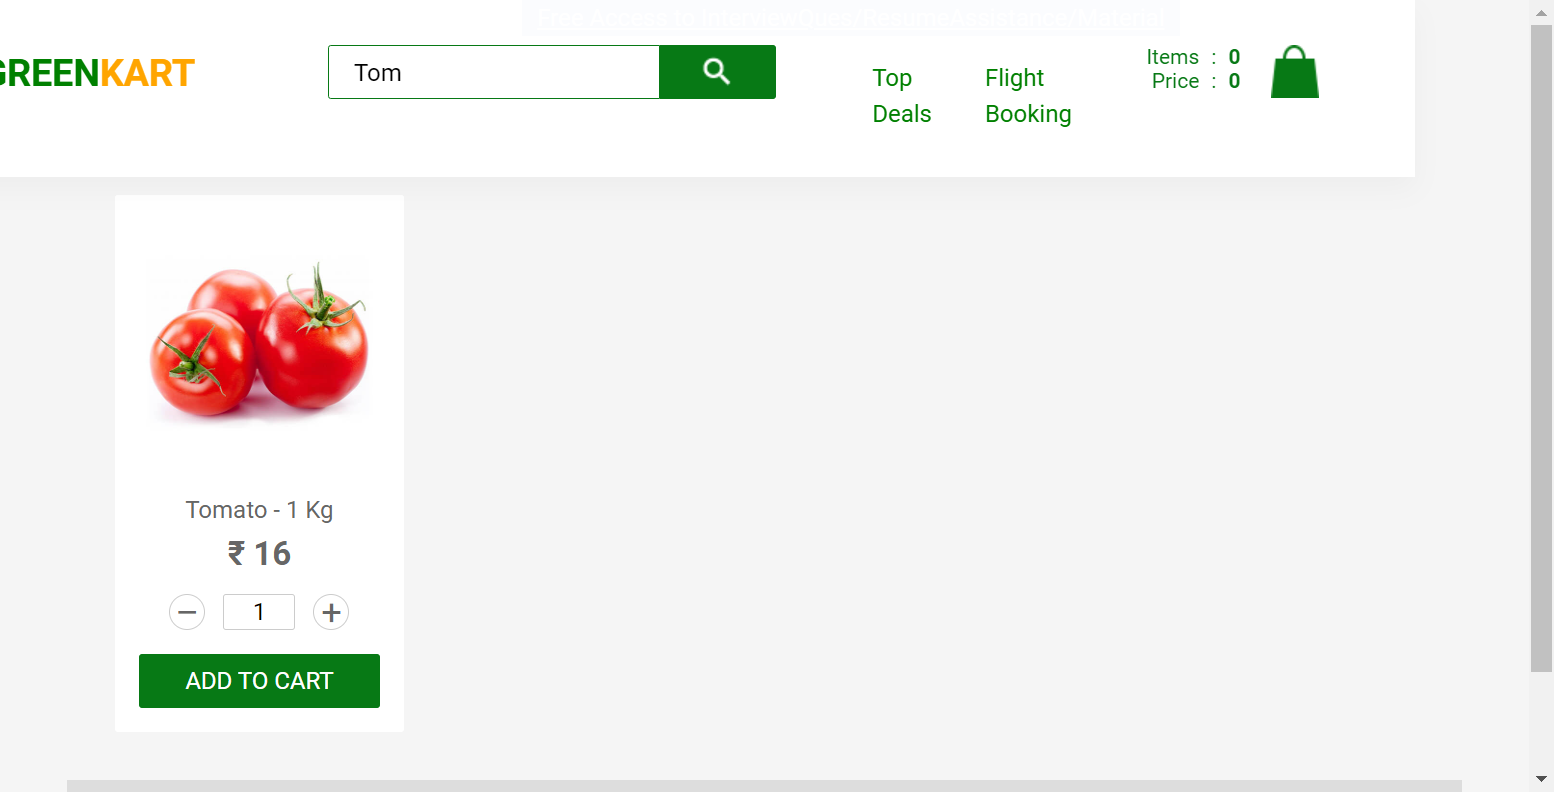 Free Access to InterviewQues/ResumeAssistance/Material
GREENKART
Tom
Top
Deals
Flight
Booking
Items : 0
Price : 0
Tomato - 1 Kg
₹ 16
1
ADD TO CART